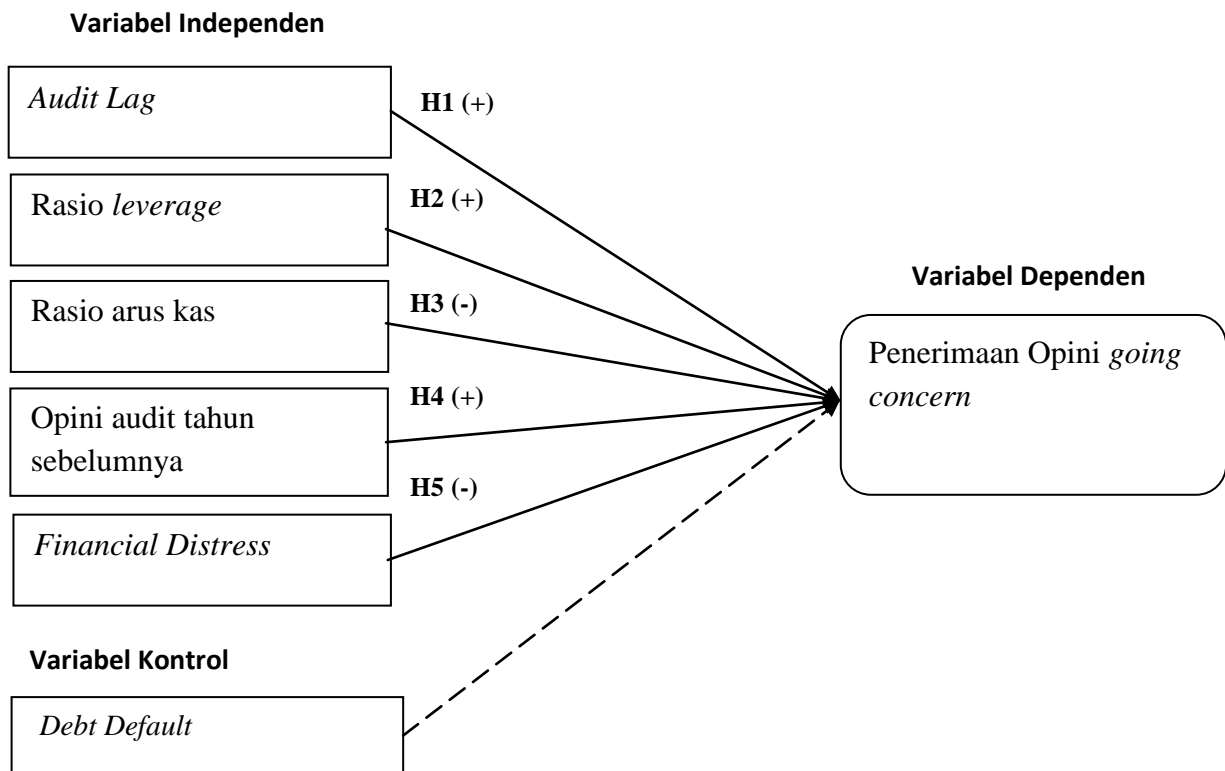 Variabel Independen
Audit Lag
H1 (+)
Rasio leverage
H2 (+)
Rasio arus kas
H3 (-)
Opini audit tahun
sebelumnya
H4 (+)
Financial Distress
H5 (-)
Variabel Dependen
Penerimaan Opini going
concern
Variabel Kontrol
Debt Default